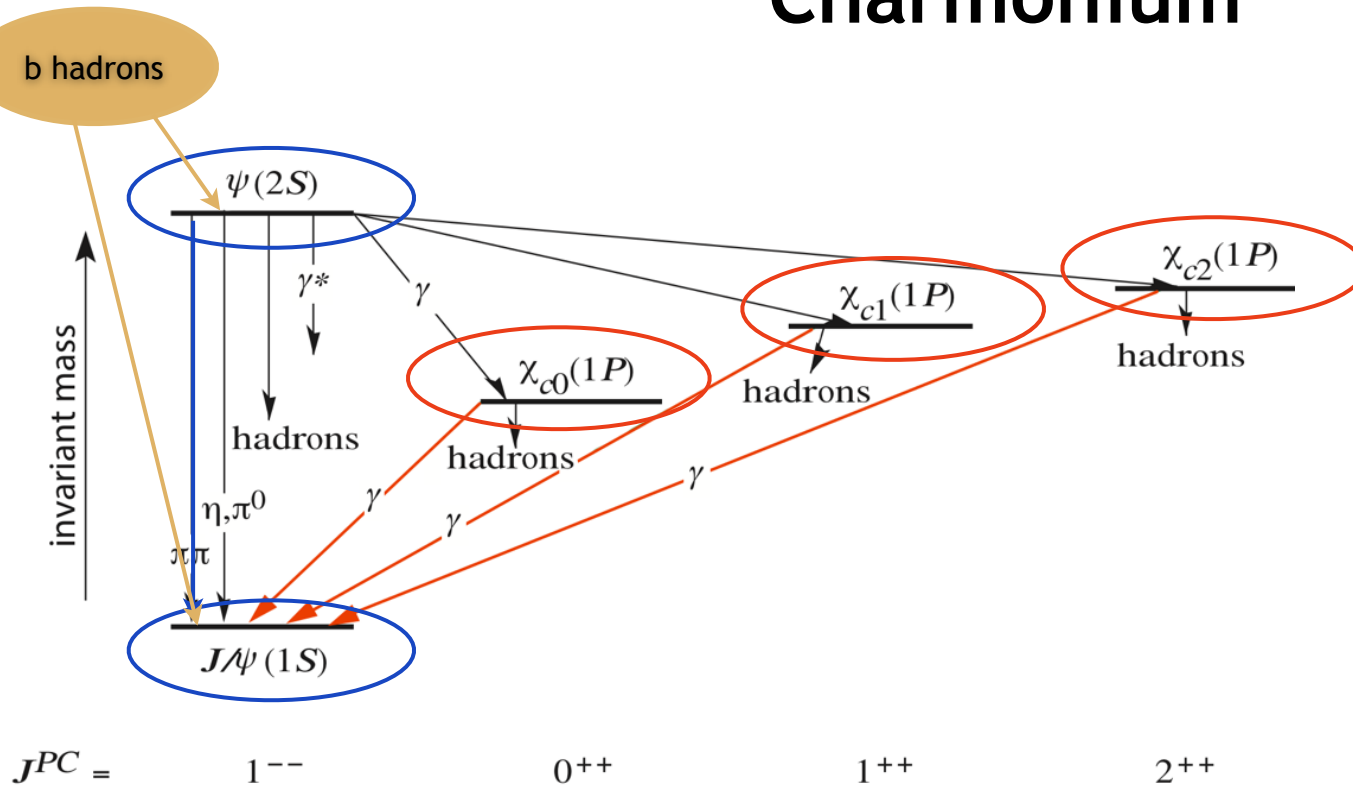 Charmonium
b hadrons
ψ(2S)
χc2(1P)
γ*
γ
χc1(1P)
hadrons
χc0(1P)
hadrons
invariant mass
hadrons
hadrons
γ
γ
η,π⁰
γ
ππ
J/ψ (1S)
J^PC = 1⁻⁻ 0⁺⁺ 1⁺⁺ 2⁺⁺